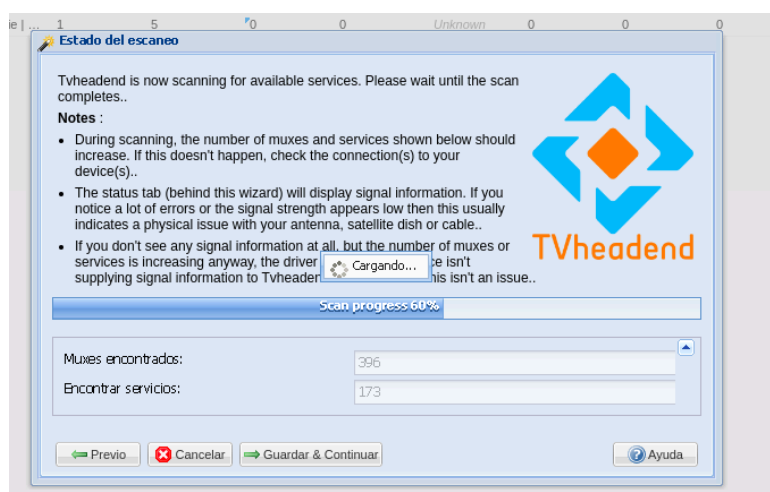 ie | ... 1 5 0 0 Unknown 0 0 0
Estado del escaneo
Tvheadend is now scanning for available services. Please wait until the scan
completes..
Notes :
• During scanning, the number of muxes and services shown below should
increase. If this doesn't happen, check the connection(s) to your
device(s)..
• The status tab (behind this wizard) will display signal information. If you
notice a lot of errors or the signal strength appears low then this usually
indicates a physical issue with your antenna, satellite dish or cable..
• If you don't see any signal information at all, but the number of muxes or
services is increasing anyway, the driver ce isn't
supplying signal information to Tvheaden his isn't an issue..
TVheadend
Cargando...
Scan progress 60%
Muxes encontrados: 396
Encontrar servicios: 173
Previo Cancelar Guardar & Continuar Ayuda